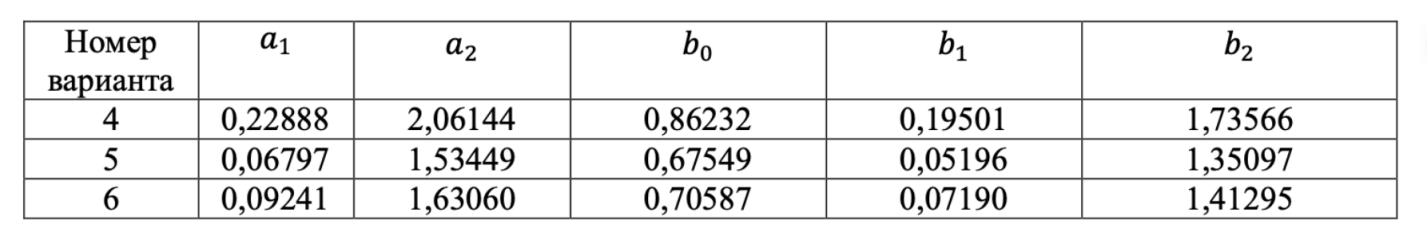 Номер варианта a₁ a₂ b₀ b₁ b₂
4 0,22888 2,06144 0,86232 0,19501 1,73566
5 0,06797 1,53449 0,67549 0,05196 1,35097
6 0,09241 1,63060 0,70587 0,07190 1,41295